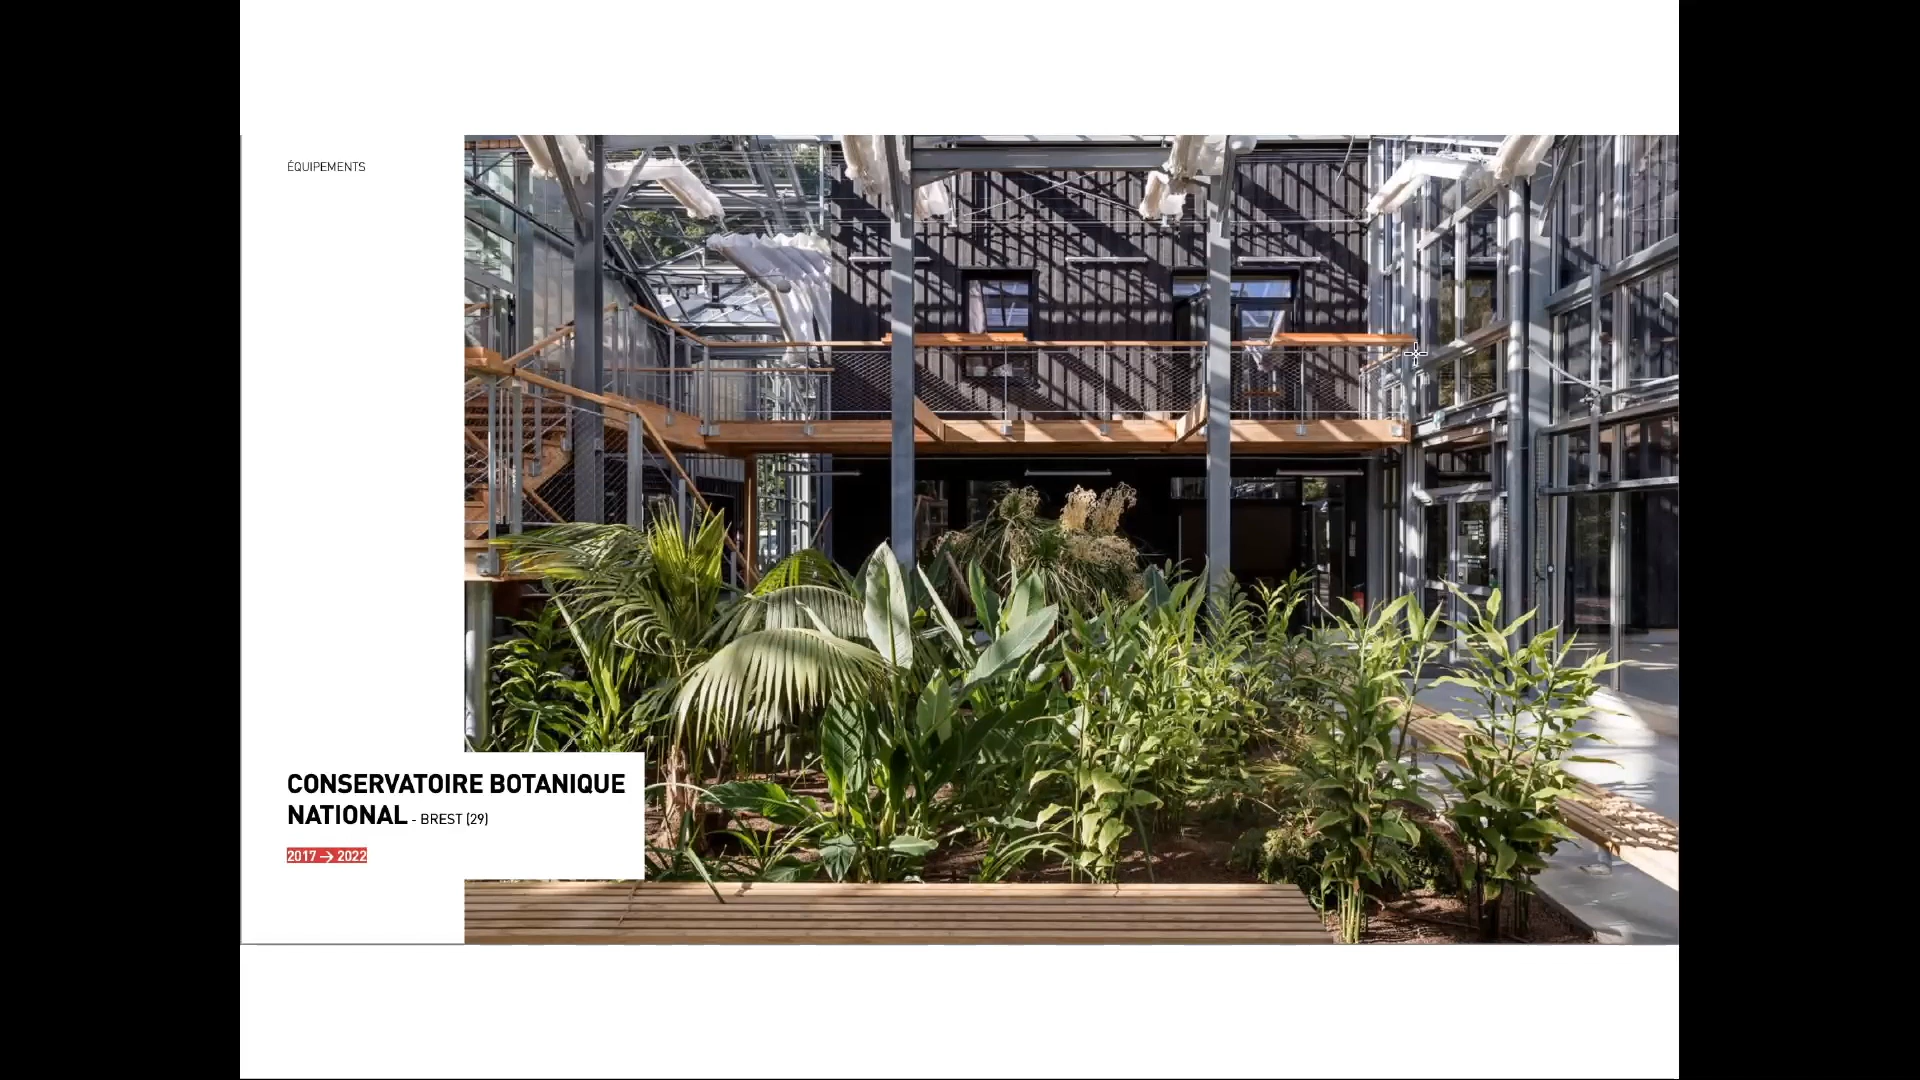 ÉQUIPEMENTS
CONSERVATOIRE BOTANIQUE
NATIONAL - BREST (29)
2017 → 2022